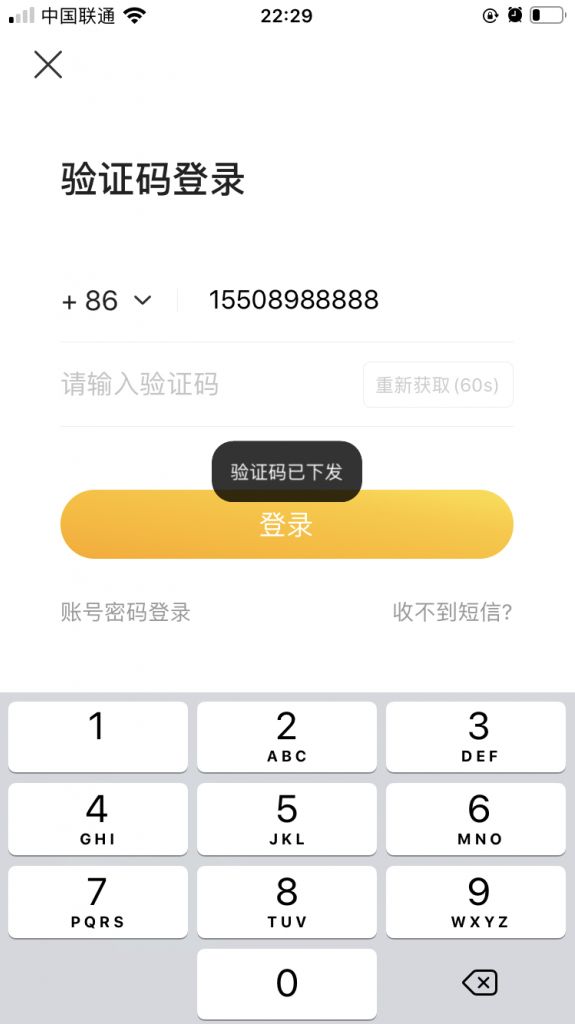 中国联通 22:29
验证码登录
+ 86 15508988888
请输入验证码 重新获取(60s)
验证码已下发
登录
账号密码登录 收不到短信?
1 2 3
ABC DEF
4 5 6
GHI JKL MNO
7 8 9
PQRS TUV WXYZ
0